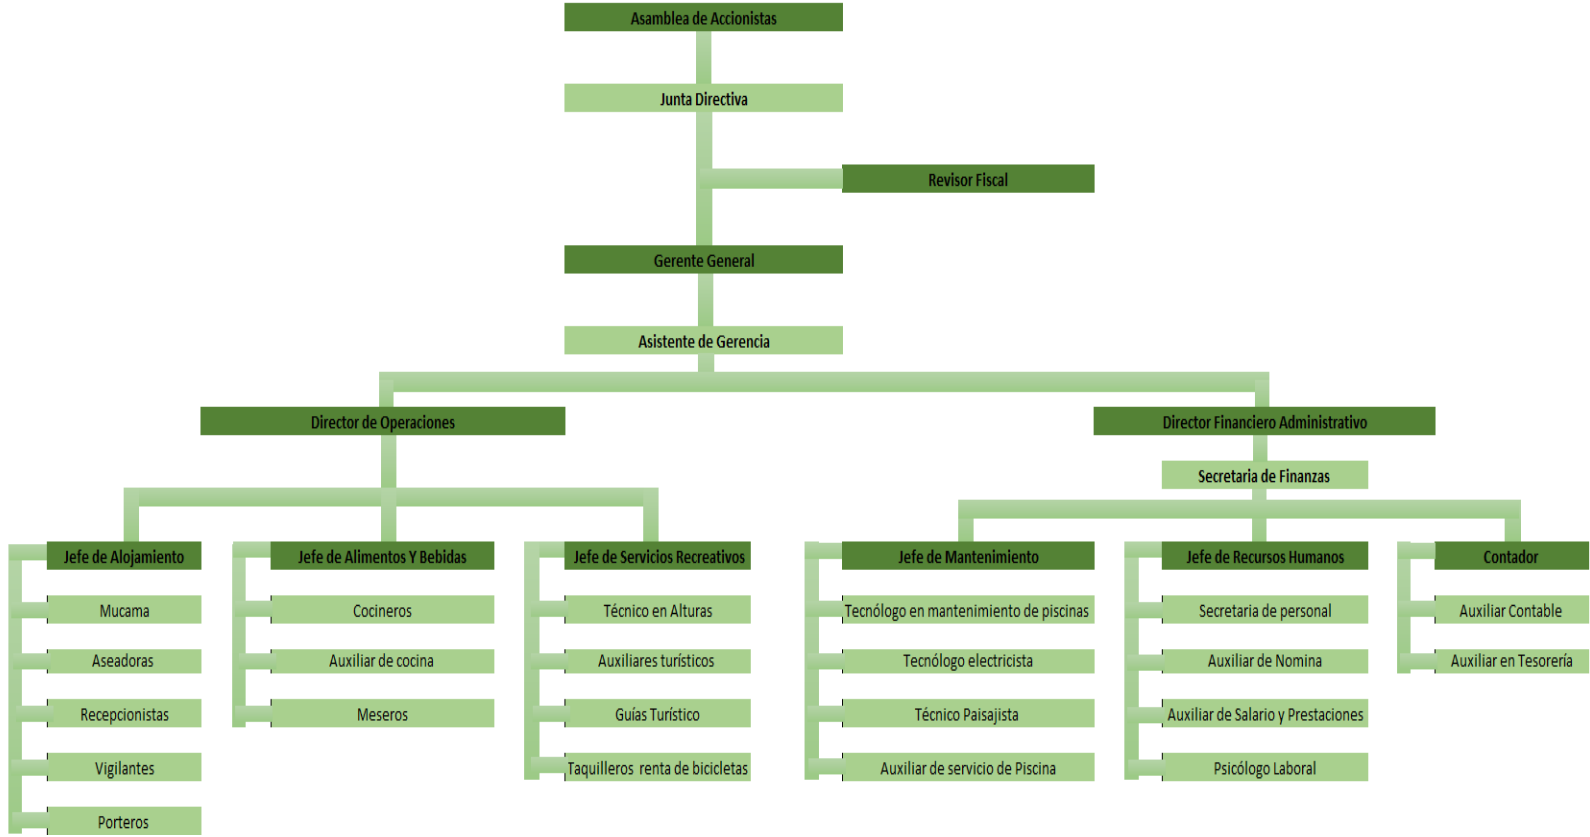 Asamblea de Accionistas
Junta Directiva
Revisor Fiscal
Gerente General
Asistente de Gerencia
Director de Operaciones
Director Financiero Administrativo
Secretaria de Finanzas
Jefe de Alojamiento
Mucama
Aseadoras
Recepcionistas
Vigilantes
Porteros
Jefe de Alimentos Y Bebidas
Cocineros
Auxiliar de cocina
Meseros
Jefe de Servicios Recreativos
Técnico en Alturas
Auxiliares turísticos
Guías Turístico
Taquilleros renta de bicicletas
Jefe de Mantenimiento
Tecnólogo en mantenimiento de piscinas
Tecnólogo electricista
Técnico Paisajista
Auxiliar de servicio de Piscina
Jefe de Recursos Humanos
Secretaria de personal
Auxiliar de Nomina
Auxiliar de Salario y Prestaciones
Psicólogo Laboral
Contador
Auxiliar Contable
Auxiliar en Tesorería